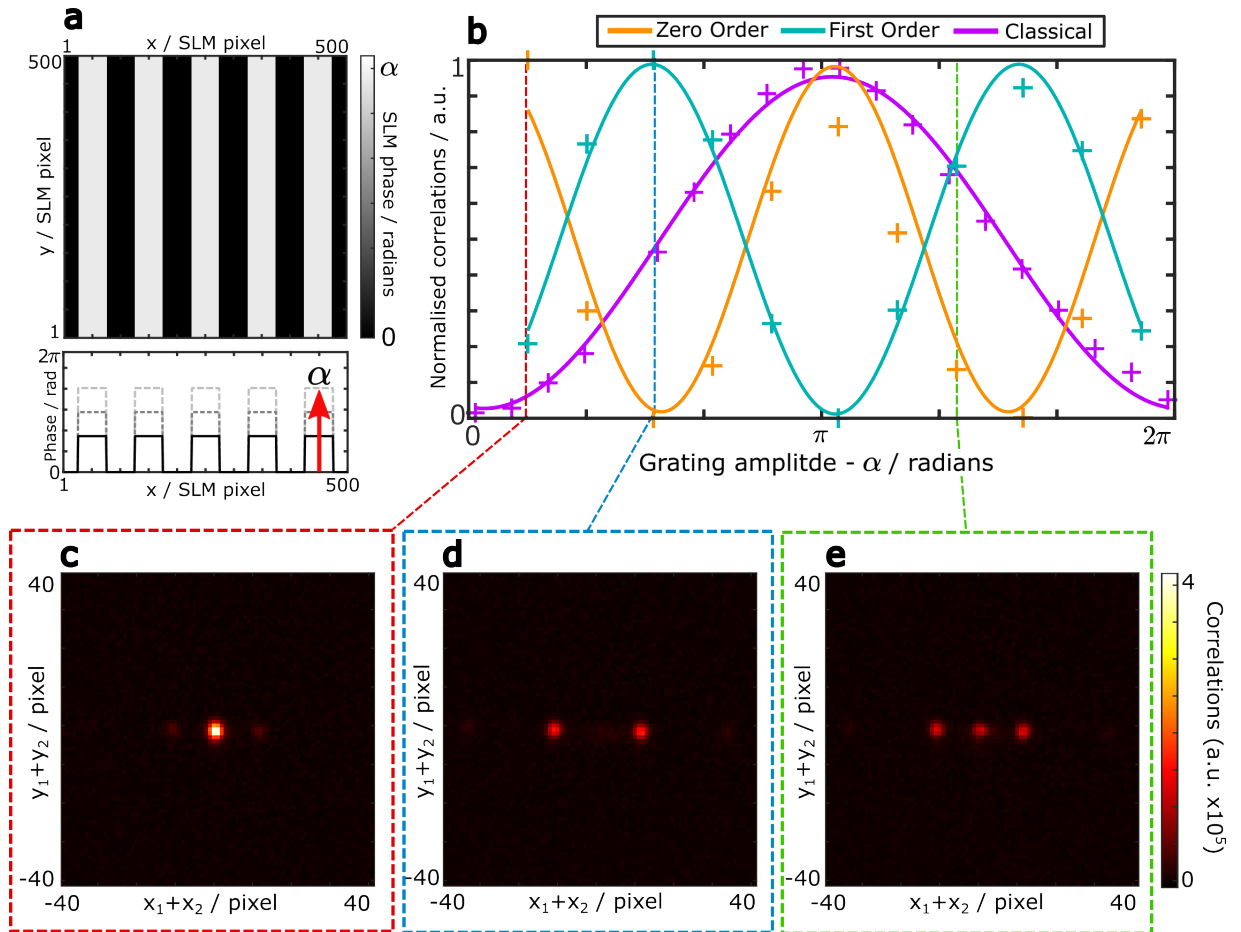 a
x / SLM pixel
1
500
500
y / SLM pixel
1
α
SLM phase / radians
0
2π
Phase / rad
0
α
1
x / SLM pixel
500
b
Zero Order
First Order
Classical
1
Normalised correlations / a.u.
0
0
π
2π
Grating amplitde - α / radians
c
40
y₁+y₂ / pixel
-40
-40
x₁+x₂ / pixel
40
d
40
y₁+y₂ / pixel
-40
-40
x₁+x₂ / pixel
40
e
40
y₁+y₂ / pixel
-40
-40
x₁+x₂ / pixel
40
4
Correlations (a.u. x10⁵)
0